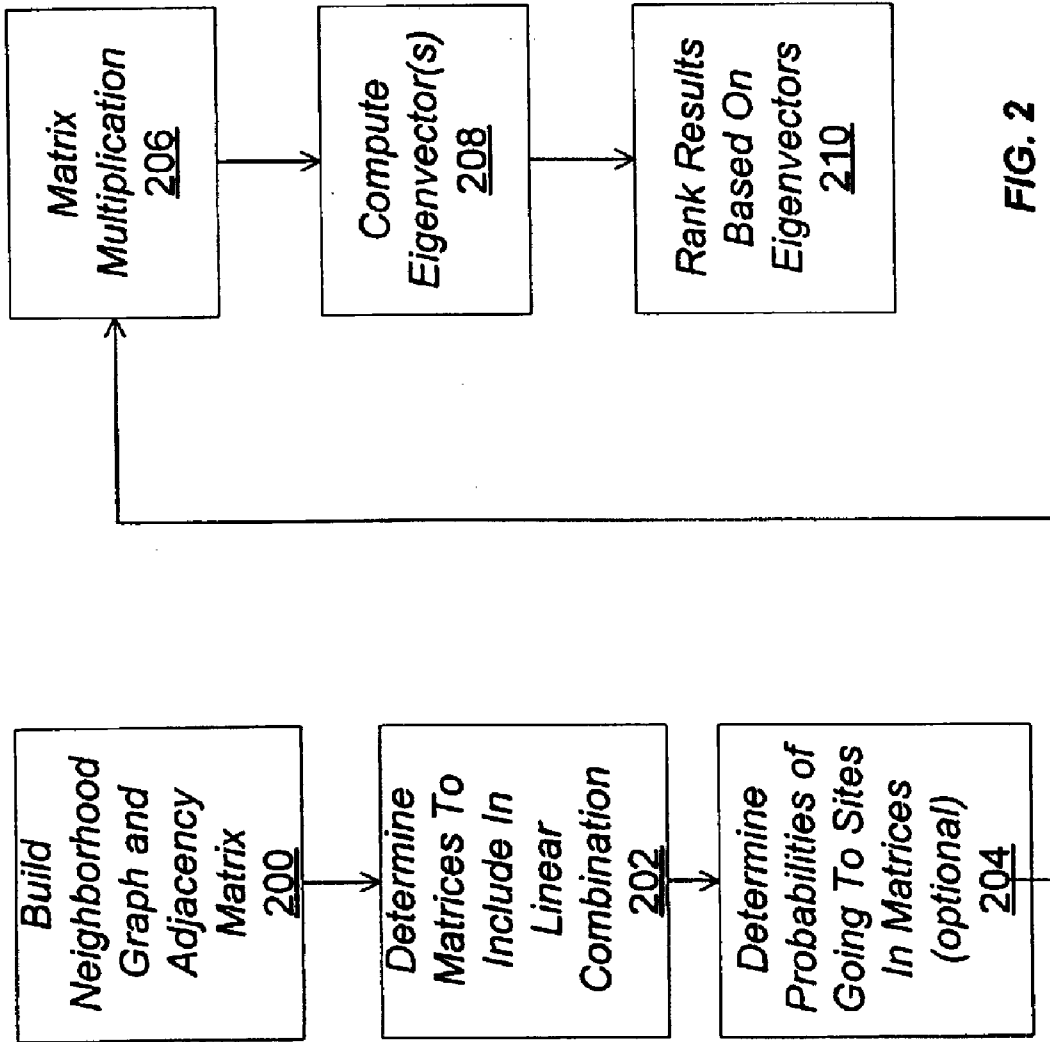 Build
Neighborhood
Graph and
Adjacency
Matrix
200
Determine
Matrices To
Include In
Linear
Combination
202
Determine
Probabilities of
Going To Sites
In Matrices
(optional)
204
Matrix
Multiplication
206
Compute
Eigenvector(s)
208
Rank Results
Based On
Eigenvectors
210
FIG. 2